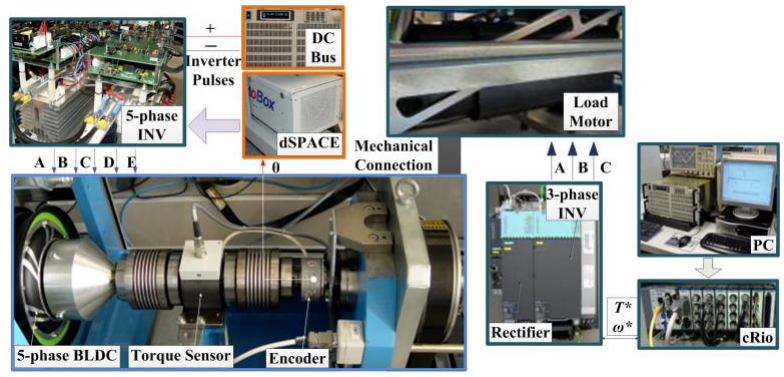 +
−
DC
Bus
Inverter
Pulses
toBox
dSPACE
5-phase
INV
Load
Motor
Mechanical
Connection
A B C D E
θ
A B C
3-phase
INV
PC
Rectifier
T*
ω*
cRio
5-phase BLDC
Torque Sensor
Encoder